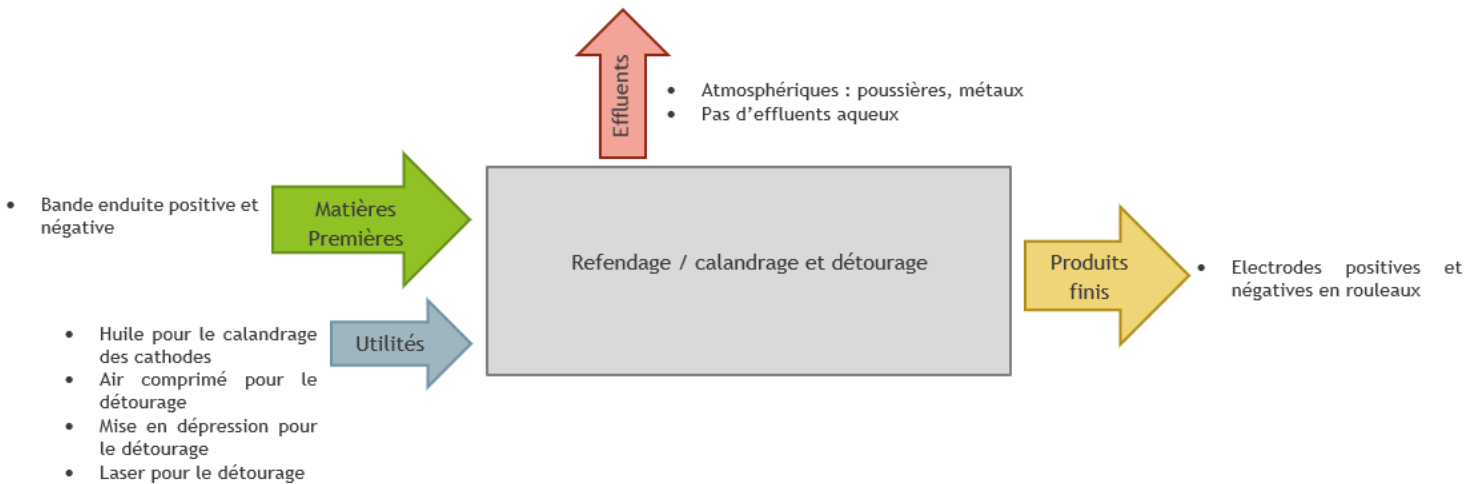 Effluents
• Atmosphériques : poussières, métaux
• Pas d’effluents aqueux
• Bande enduite positive et
négative
Matières
Premières
Refendage / calandrage et détourage
Produits
finis
• Electrodes positives et
négatives en rouleaux
• Huile pour le calandrage
des cathodes
• Air comprimé pour le
détourage
• Mise en dépression pour
le détourage
• Laser pour le détourage
Utilités